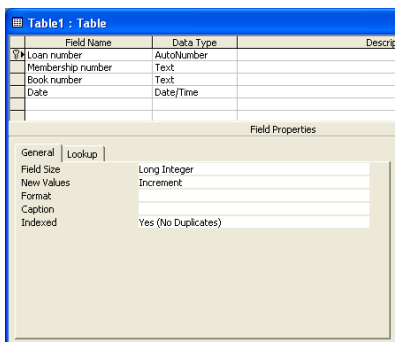 Table1 : Table
Field Name Data Type Descrip
Loan number AutoNumber
Membership number Text
Book number Text
Date Date/Time
Field Properties
General Lookup
Field Size Long Integer
New Values Increment
Format
Caption
Indexed Yes (No Duplicates)